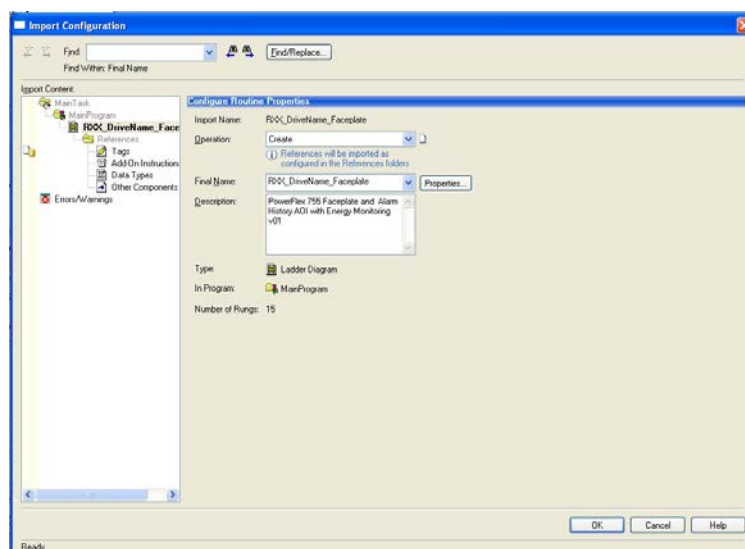 Import Configuration
Find:
Find/Replace...
Find Within: Final Name
Import Content:
MainTask
MainProgram
RXX_DriveName_Face
References
Tags
Add-On Instruction
Data Types
Other Components
Errors/Warnings
Configure Routine Properties
Import Name: RXX_DriveName_Faceplate
Operation: Create
References will be imported as
configured in the References folders
Final Name: RXX_DriveName_Faceplate Properties...
Description: PowerFlex 755 Faceplate and Alarm
History AOI with Energy Monitoring
v01
Type: Ladder Diagram
In Program: MainProgram
Number of Rungs: 15
OK Cancel Help
Ready